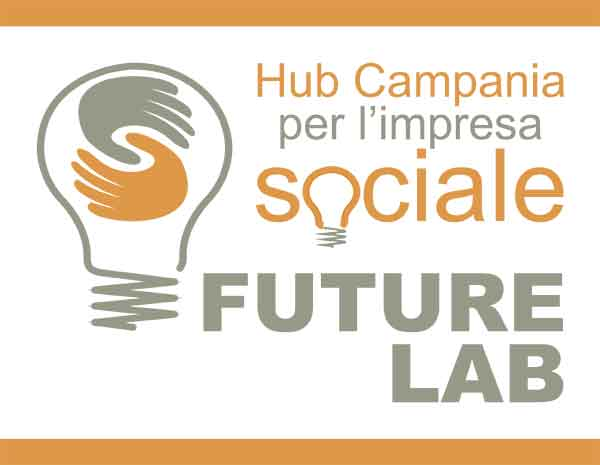 Hub Campania
per l'impresa
sociale
FUTURE
LAB